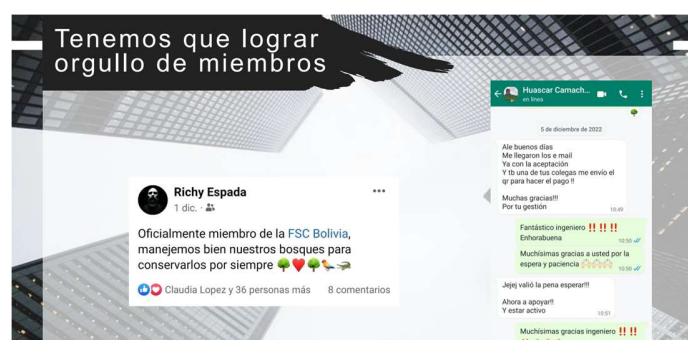 Tenemos que lograr
orgullo de miembros
Richy Espada
1 dic. ·
Oficialmente miembro de la FSC Bolivia,
manejemos bien nuestros bosques para
conservarlos por siempre 🌳❤️🌳🦜🐊
Claudia Lopez y 36 personas más 8 comentarios
Huascar Camach...
en línea
5 de diciembre de 2022
Ale buenos días
Me llegaron los e mail
Ya con la aceptación
Y tb una de tus colegas me envío el
qr para hacer el pago !!
Muchas gracias!!!
Por tu gestión
10:49
Fantástico ingeniero ‼️ ‼️
Enhorabuena
10:50
Muchísimas gracias a usted por la
espera y paciencia 🙌🏻🙌🏻🙌🏻
10:50
Jejej valió la pena esperar!!!
Ahora a apoyar!!
Y estar activo
10:51
Muchísimas gracias ingeniero ‼️ ‼️